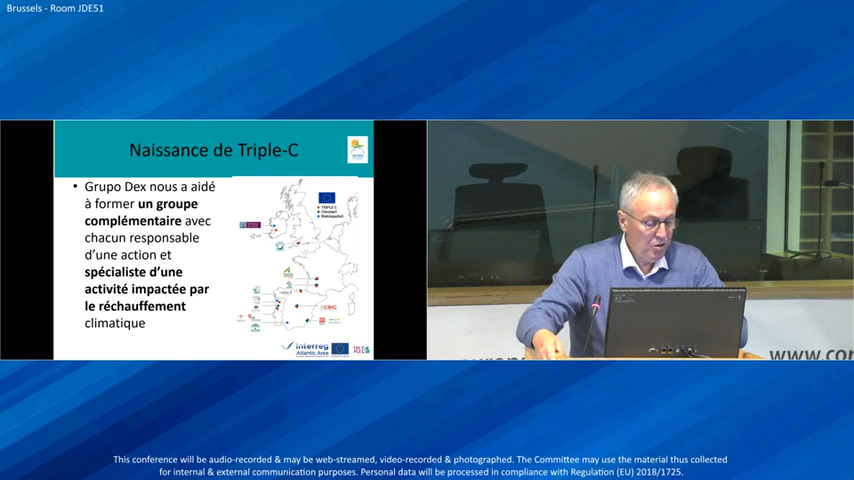 Brussels - Room JDE51
Naissance de Triple-C
• Grupo Dex nous a aidé
à former un groupe
complémentaire avec
chacun responsable
d'une action et
spécialiste d'une
activité impactée par
le réchauffement
climatique
TRIPLE C
interreg
Atlantic Area
www.co
This conference will be audio-recorded & may be web-streamed, video-recorded & photographed. The Committee may use the material thus collected
for internal & external communication purposes. Personal data will be processed in compliance with Regulation (EU) 2018/1725.